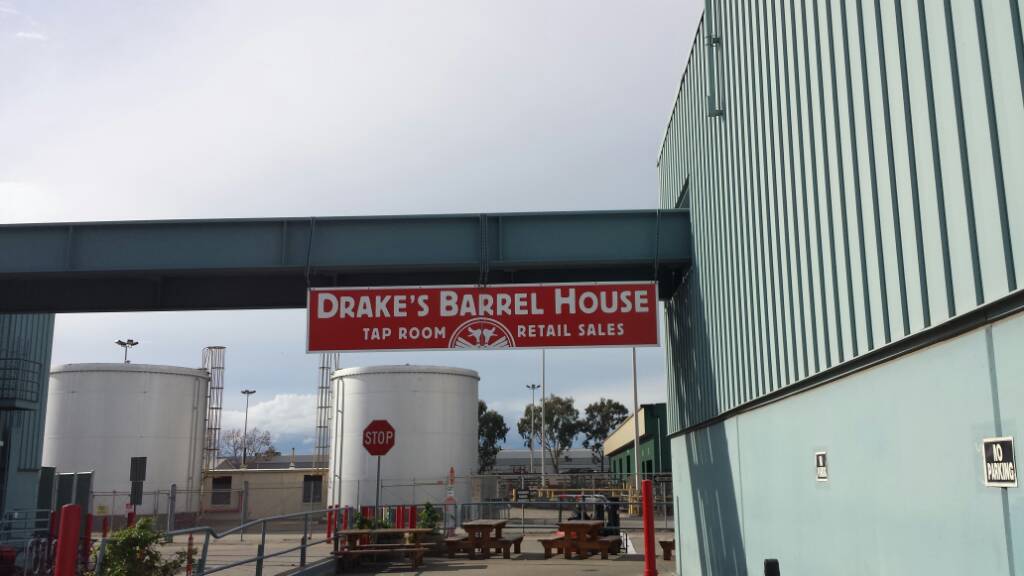 DRAKE'S BARREL HOUSE
TAP ROOM RETAIL SALES
STOP
NO
PARKING